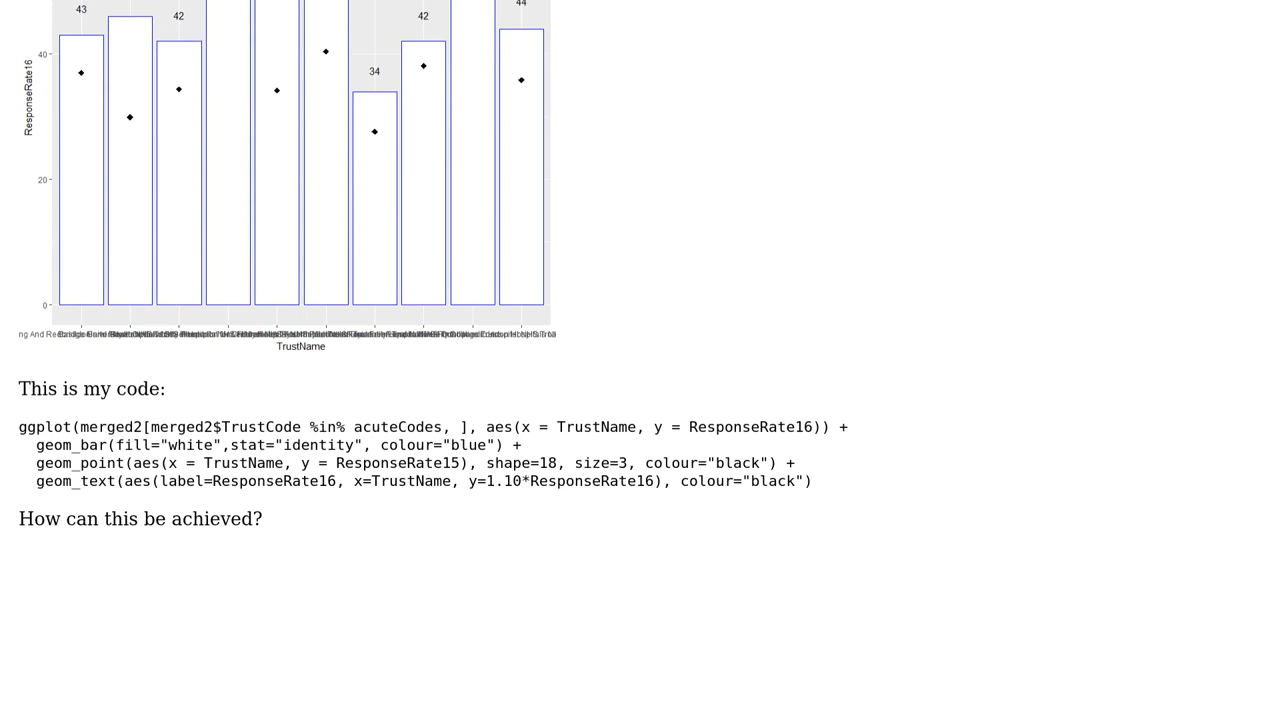 43
42
42
44
40
34
ResponseRate16
20
0
TrustName
This is my code:
ggplot(merged2[merged2$TrustCode %in% acuteCodes, ], aes(x = TrustName, y = ResponseRate16)) +
geom_bar(fill="white",stat="identity", colour="blue") +
geom_point(aes(x = TrustName, y = ResponseRate15), shape=18, size=3, colour="black") +
geom_text(aes(label=ResponseRate16, x=TrustName, y=1.10*ResponseRate16), colour="black")
How can this be achieved?